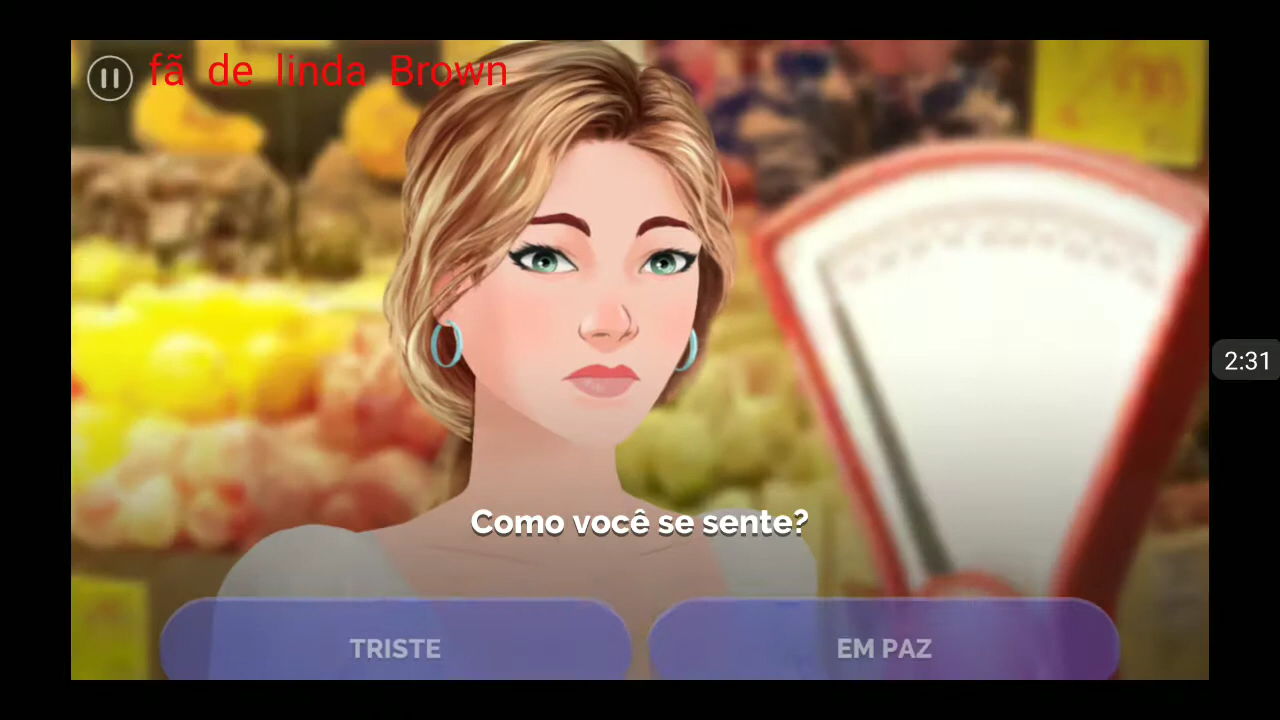 fã de linda Brown
2:31
Como você se sente?
TRISTE
EM PAZ